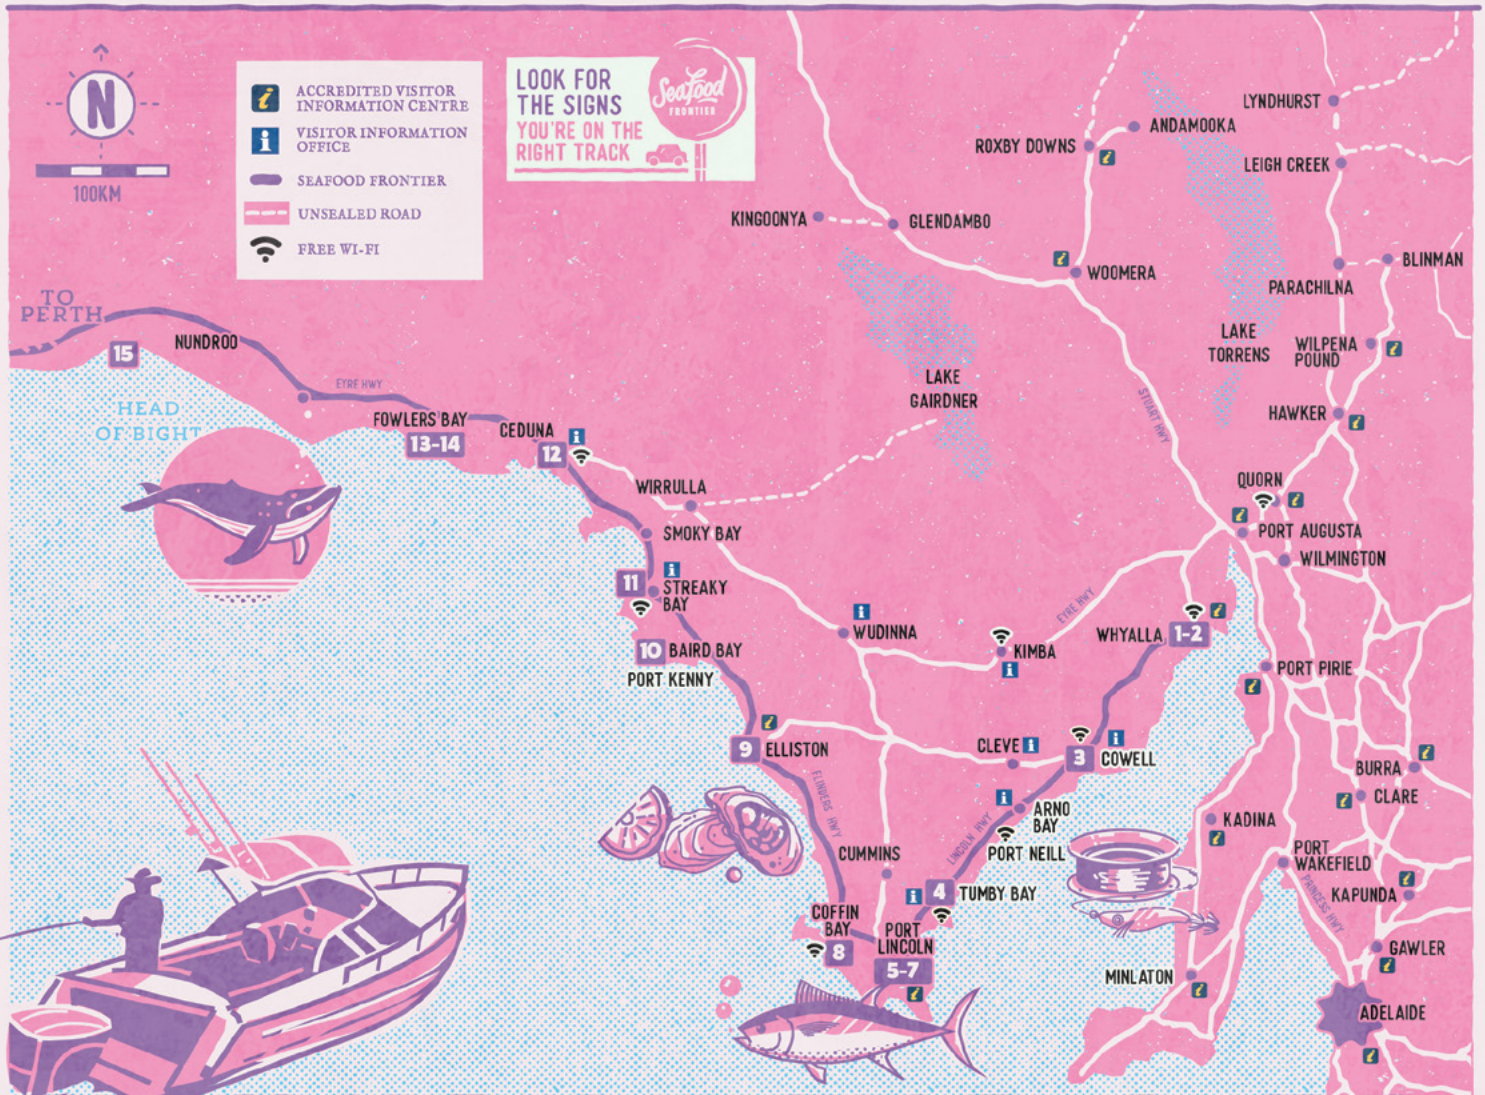 N
100KM
ACCREDITED VISITOR
INFORMATION CENTRE
VISITOR INFORMATION
OFFICE
SEAFOOD FRONTIER
UNSEALED ROAD
FREE WI-FI
LOOK FOR
THE SIGNS
YOU'RE ON THE
RIGHT TRACK
Seafood
FRONTIER
LYNDHURST
ANDAMOOKA
ROXBY DOWNS
LEIGH CREEK
KINGOONYA
GLENDAMBO
WOOMERA
BLINMAN
PARACHILNA
TO
PERTH
NUNDROO
15
LAKE
TORRENS
WILPENA
POUND
LAKE
GAIRDNER
EYRE HWY
STUART HWY
HEAD
OF BIGHT
FOWLERS BAY
13-14
CEDUNA
12
HAWKER
WIRRULLA
QUORN
SMOKY BAY
PORT AUGUSTA
WILMINGTON
11
STREAKY
BAY
EYRE HWY
WUDINNA
KIMBA
WHYALLA
1-2
10
BAIRD BAY
PORT KENNY
PORT PIRIE
9
ELLISTON
CLEVE
3
COWELL
BURRA
CLARE
FLINDERS HWY
ARNO
BAY
KADINA
LINCOLN HWY
PORT NEILL
CUMMINS
PORT
WAKEFIELD
4
TUMBY BAY
KAPUNDA
PRINCESS HWY
COFFIN
BAY
8
PORT
LINCOLN
5-7
GAWLER
MINLATON
ADELAIDE